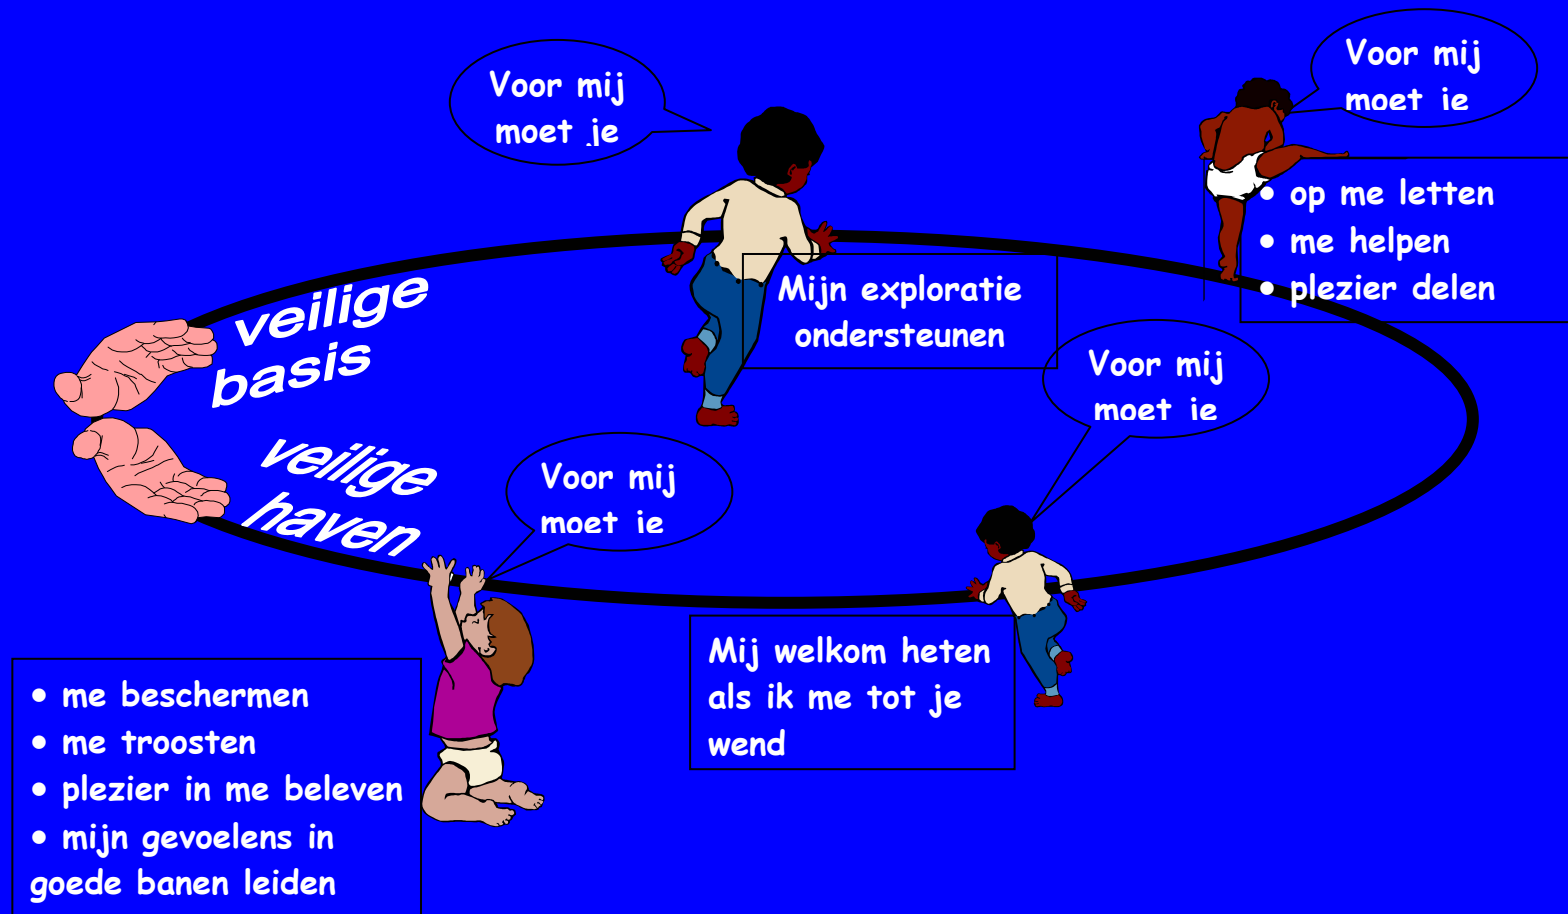 Voor mij
moet je
Voor mij
moet je
• op me letten
• me helpen
• plezier delen
veilige
basis
Mijn exploratie
ondersteunen
Voor mij
moet je
veilige
haven
Voor mij
moet je
Mij welkom heten
als ik me tot je
wend
• me beschermen
• me troosten
• plezier in me beleven
• mijn gevoelens in
goede banen leiden